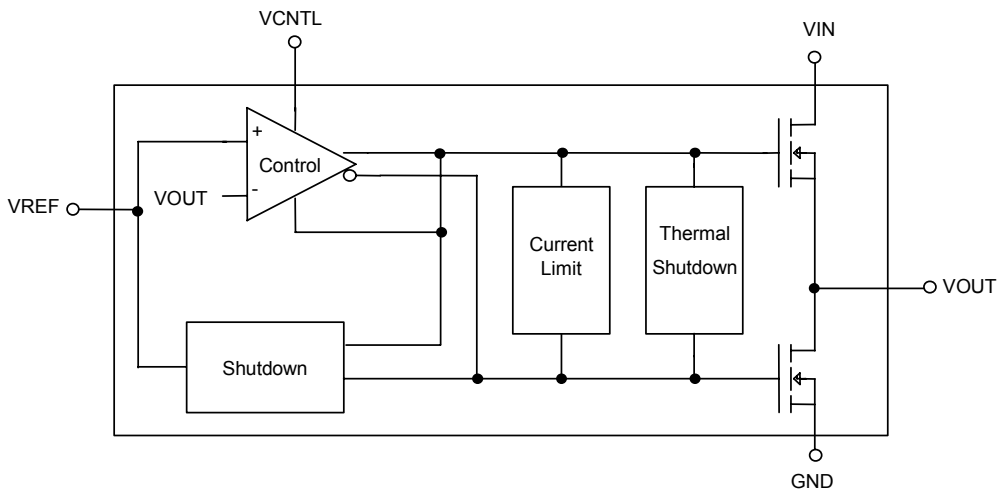 VCNTL
VIN
+
Control
-
VOUT
VREF
Current
Limit
Thermal
Shutdown
VOUT
Shutdown
GND